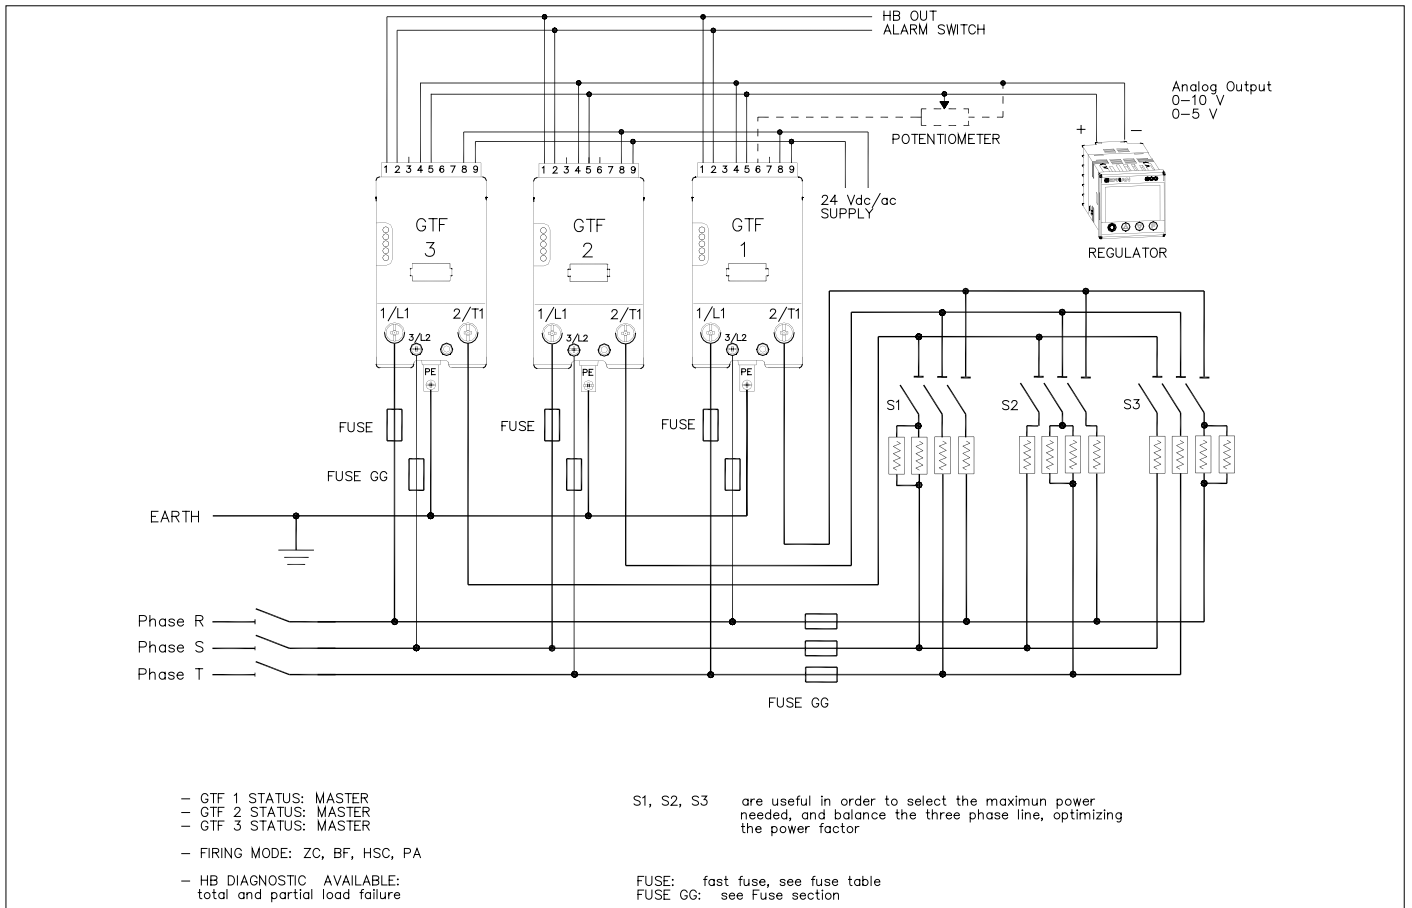 HB OUT
ALARM SWITCH
Analog Output
0–10 V
0–5 V
POTENTIOMETER
+ –
1 2 3 4 5 6 7 8 9
1 2 3 4 5 6 7 8 9
1 2 3 4 5 6 7 8 9
24 Vdc/ac
SUPPLY
GTF
3
GTF
2
GTF
1
REGULATOR
1/L1 2/T1
3/L2
PE
1/L1 2/T1
3/L2
PE
1/L1 2/T1
3/L2
PE
S1
S2
S3
FUSE
FUSE
FUSE
FUSE GG
EARTH
Phase R
Phase S
Phase T
FUSE GG
– GTF 1 STATUS: MASTER
– GTF 2 STATUS: MASTER
– GTF 3 STATUS: MASTER
– FIRING MODE: ZC, BF, HSC, PA
– HB DIAGNOSTIC AVAILABLE:
total and partial load failure
S1, S2, S3 are useful in order to select the maximun power
needed, and balance the three phase line, optimizing
the power factor
FUSE: fast fuse, see fuse table
FUSE GG: see Fuse section